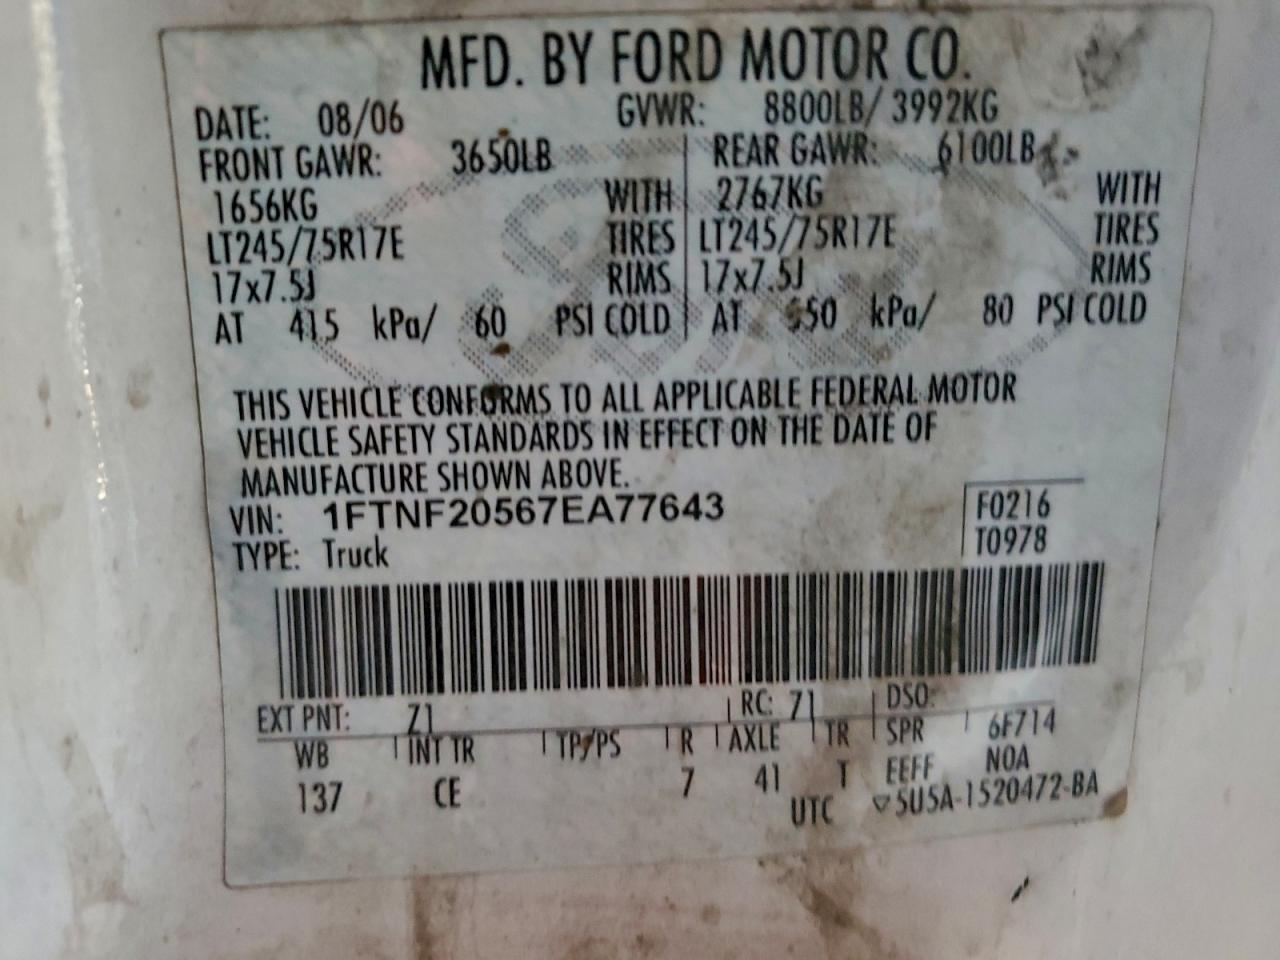 MFD. BY FORD MOTOR CO.
DATE: 08/06 GVWR: 8800LB/ 3992KG
FRONT GAWR: 3650LB REAR GAWR: 6100LB
1656KG WITH 2767KG WITH
LT245/75R17E TIRES LT245/75R17E TIRES
17x7.5J RIMS 17x7.5J RIMS
AT 415 kPa/ 60 PSI COLD AT 550 kPa/ 80 PSI COLD
THIS VEHICLE CONFORMS TO ALL APPLICABLE FEDERAL MOTOR
VEHICLE SAFETY STANDARDS IN EFFECT ON THE DATE OF
MANUFACTURE SHOWN ABOVE.
VIN: 1FTNF20567EA77643 F0216
TYPE: Truck T0978
EXT PNT: Z1 RC: 71 DSO:
WB INT TR TP/PS R AXLE TR SPR 6F714
137 CE 7 41 T EEFF NOA
UTC ▽5U5A-1520472-BA